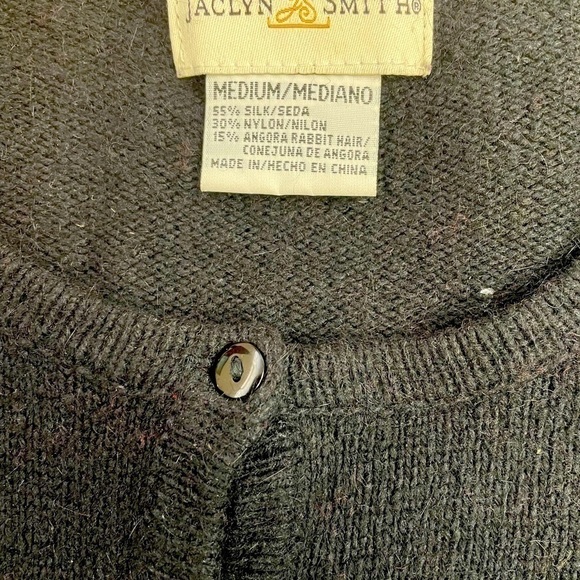 JACLYN JS SMITH®
MEDIUM/MEDIANO
55% SILK/SEDA
30% NYLON/NILON
15% ANGORA RABBIT HAIR/
CONEJUNA DE ANGORA
MADE IN/HECHO EN CHINA